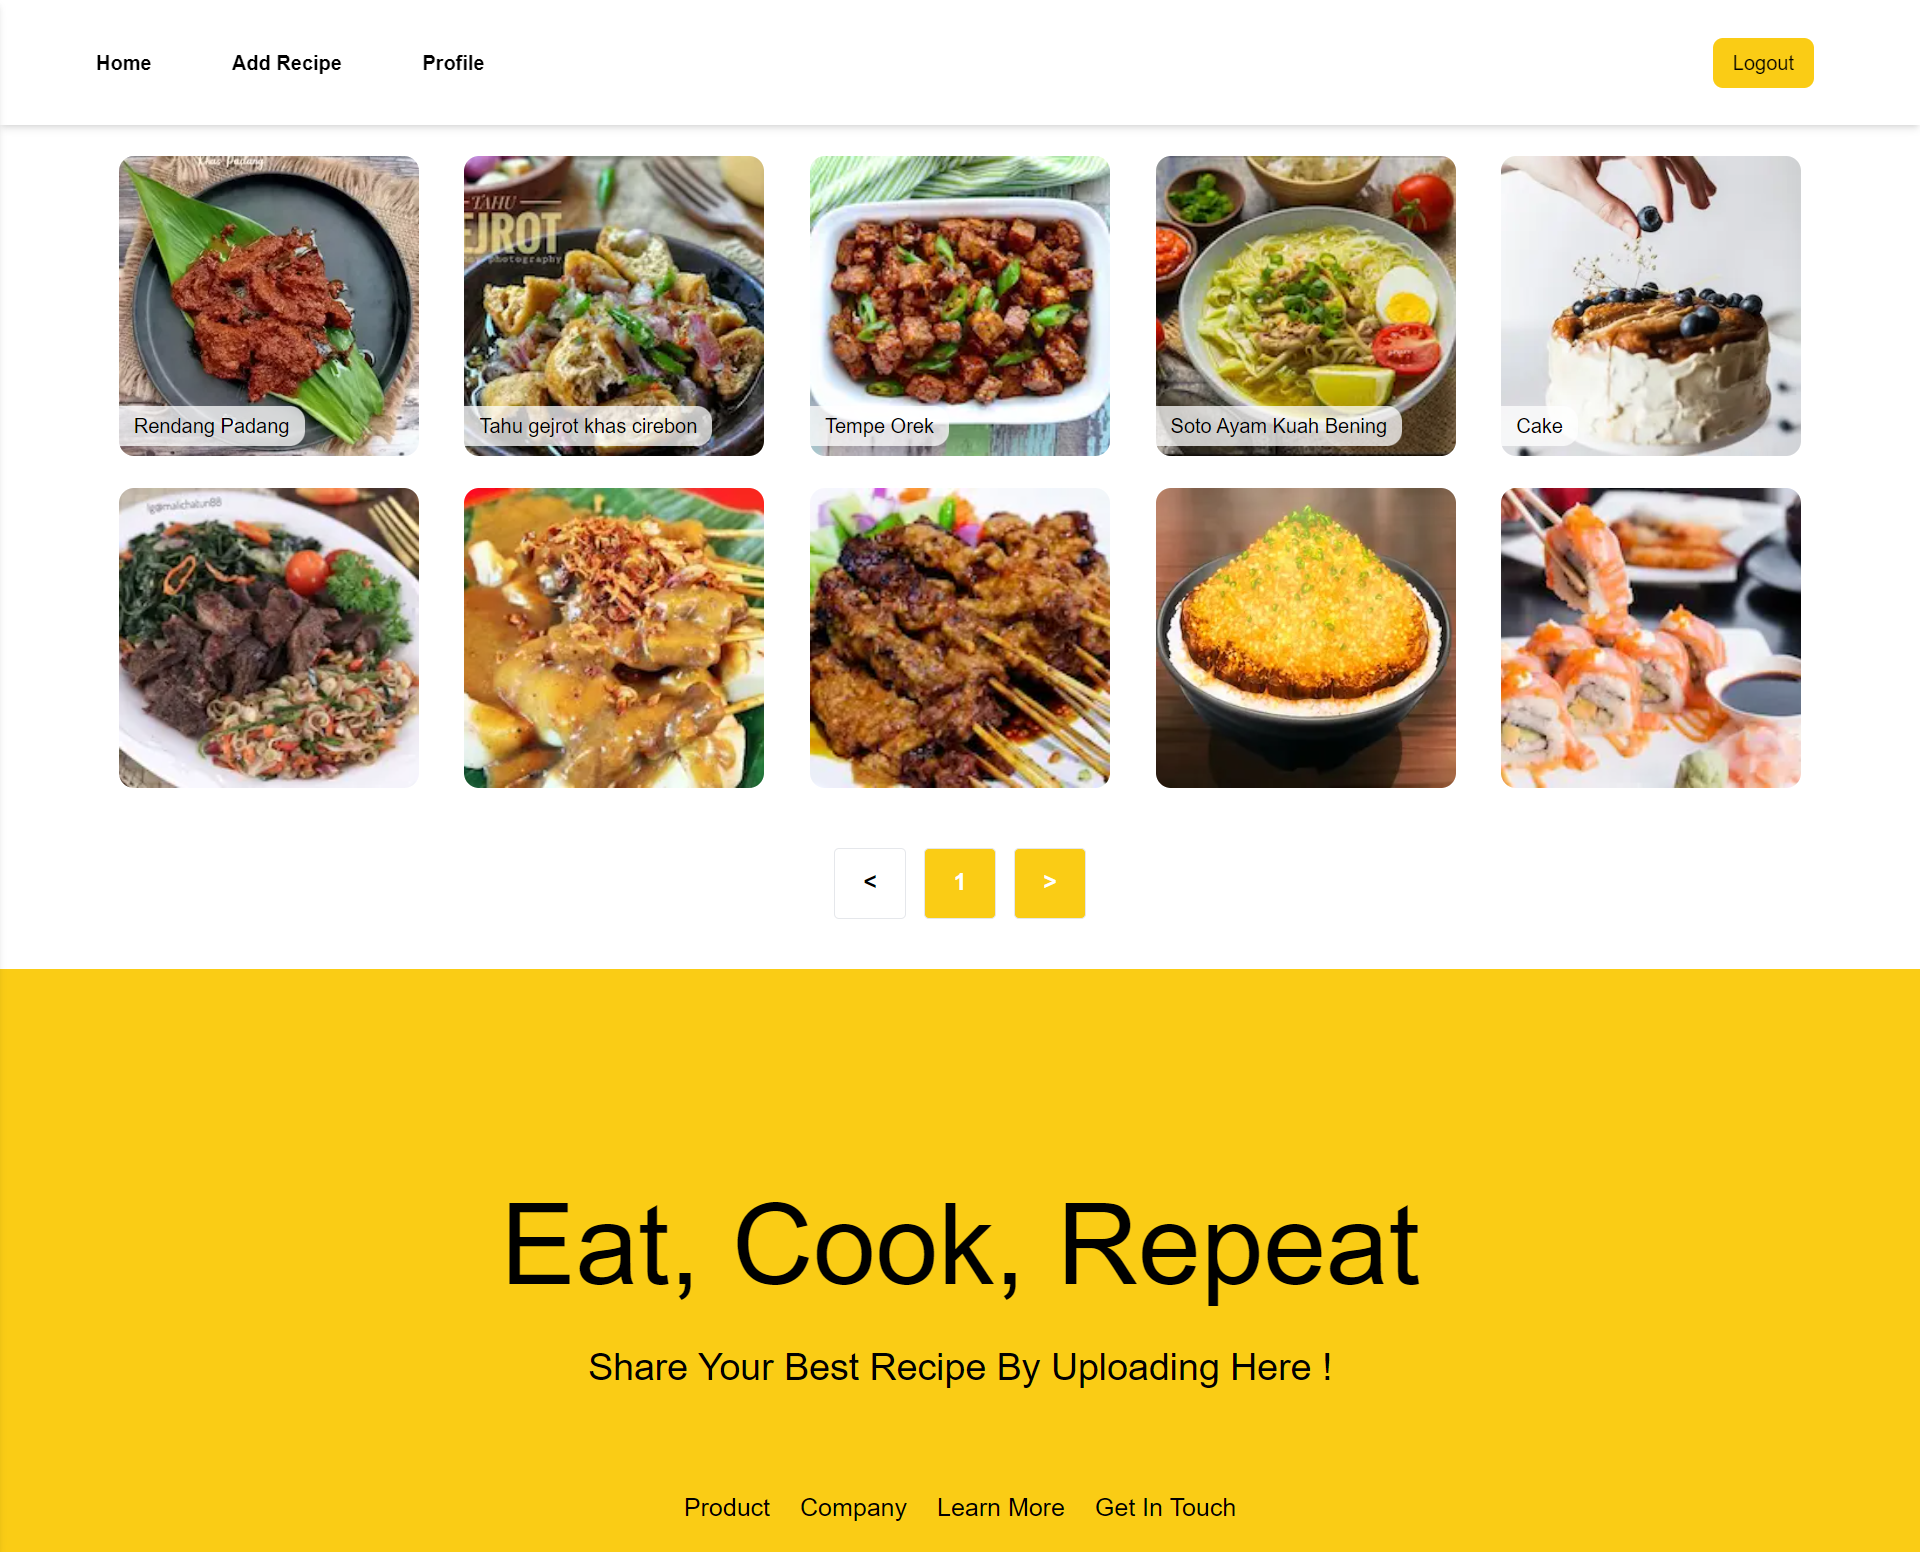 Home Add Recipe Profile Logout
Khas Padang
TAHU
EJROT
photography
Rendang Padang
Tahu gejrot khas cirebon
Tempe Orek
Soto Ayam Kuah Bening
Cake
< 1 >
Eat, Cook, Repeat
Share Your Best Recipe By Uploading Here !
Product Company Learn More Get In Touch